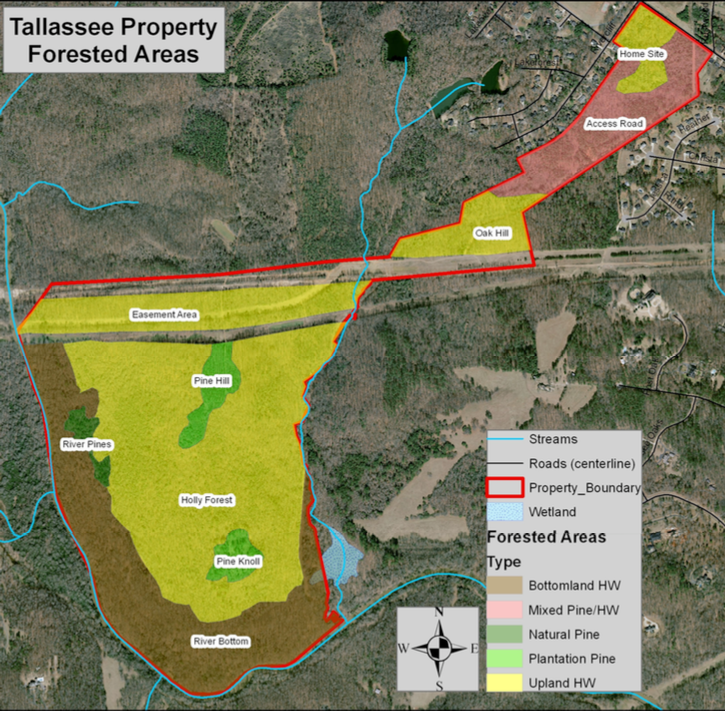 Tallassee Property
Forested Areas
Home Site
Access Road
Oak Hill
Easement Area
Pine Hill
River Pines
Holly Forest
Pine Knoll
River Bottom
Streams
Roads (centerline)
Property_Boundary
Wetland
Forested Areas
Type
Bottomland HW
Mixed Pine/HW
Natural Pine
Plantation Pine
Upland HW
N
W
E
S